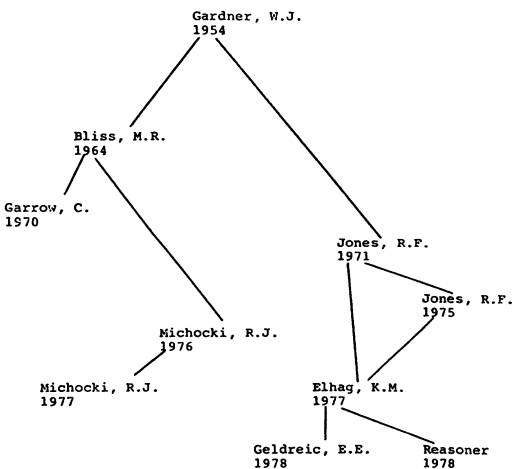 Gardner, W.J.
1954
Bliss, M.R.
1964
Garrow, C.
1970
Jones, R.F.
1971
Jones, R.F.
1975
Michocki, R.J.
1976
Michocki, R.J.
1977
Elhag, K.M.
1977
Geldreic, E.E.
1978
Reasoner
1978